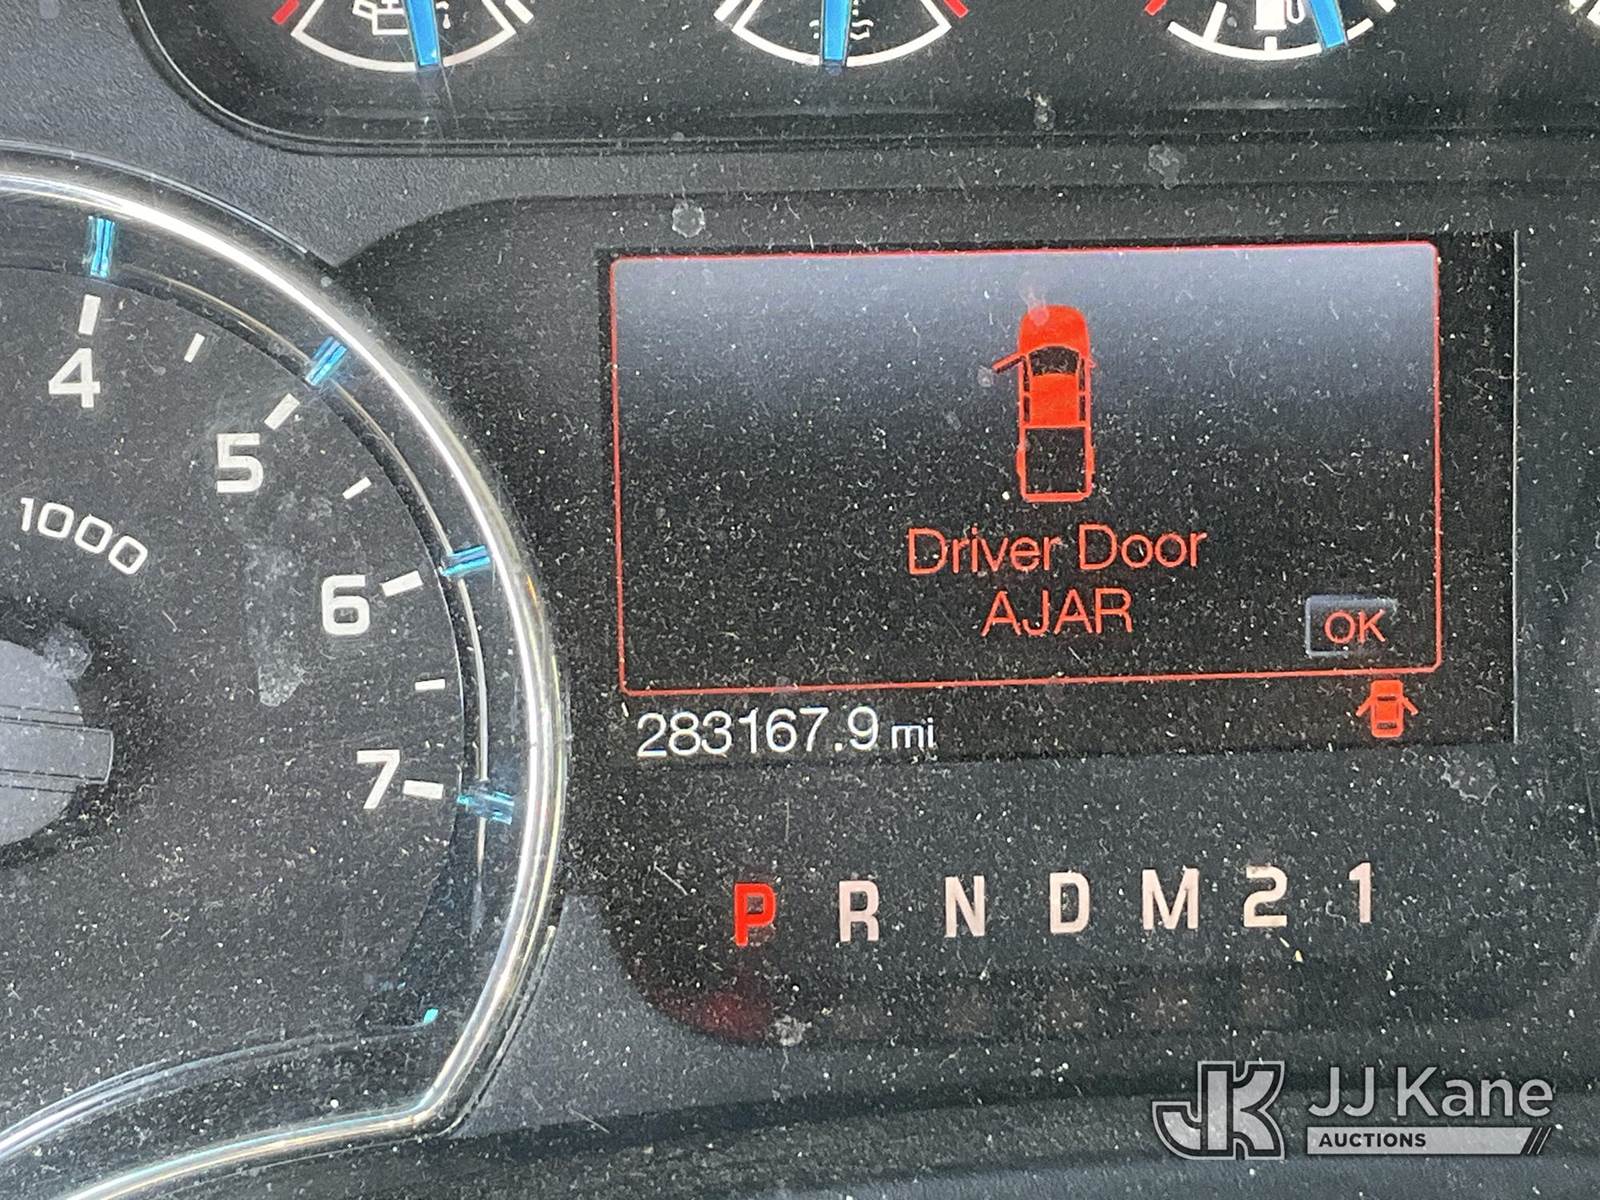 4
5
1000
6
7
Driver Door
AJAR
OK
283167.9 mi
P R N D M 2 1
JK JJ Kane
AUCTIONS